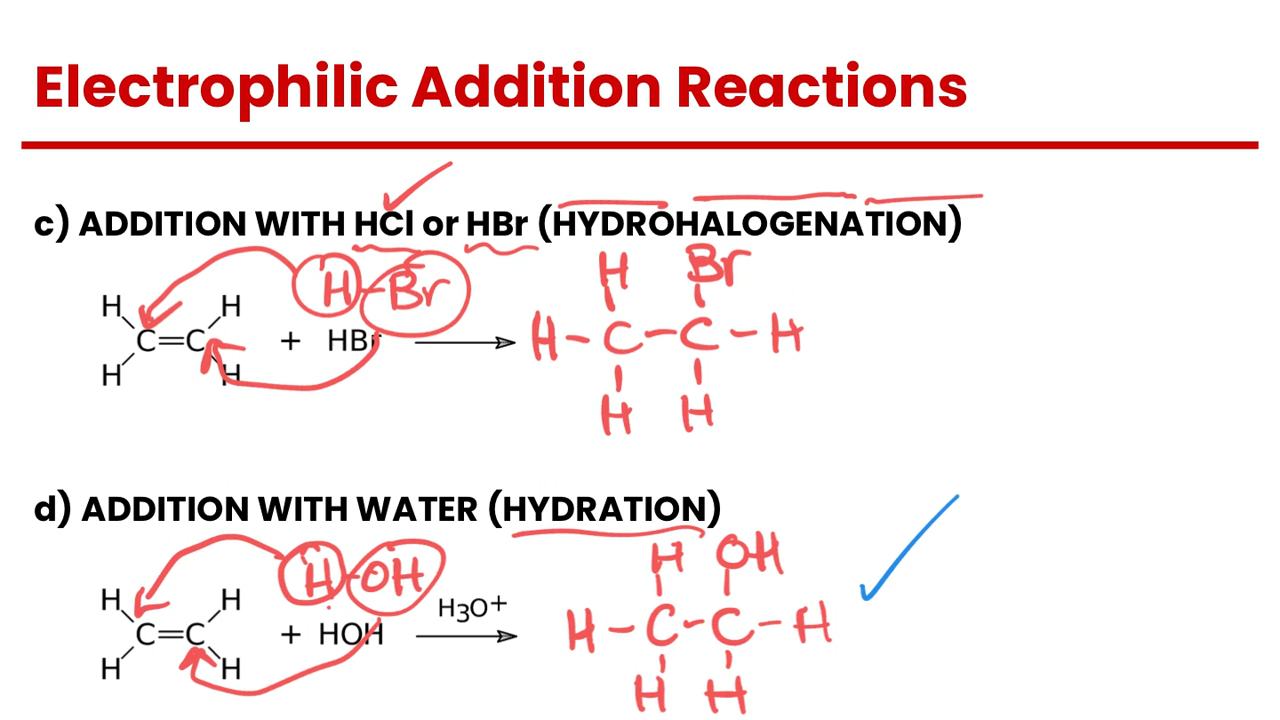 Electrophilic Addition Reactions
c) ADDITION WITH HCl or HBr (HYDROHALOGENATION)
H H H-Br H Br
C=C + HBr H-C-C-H
H H H H
d) ADDITION WITH WATER (HYDRATION)
H H H-OH H3O+ H OH
C=C + HOH H-C-C-H
H H H H